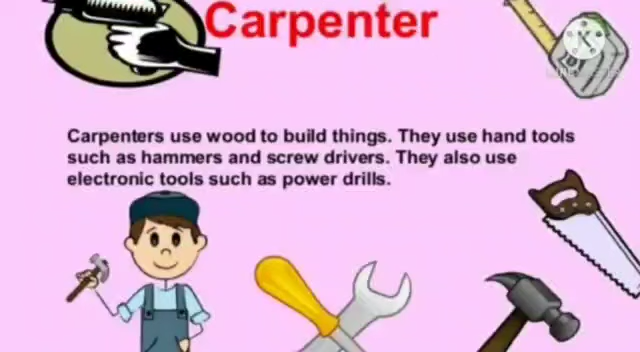 Carpenter
Carpenters use wood to build things. They use hand tools
such as hammers and screw drivers. They also use
electronic tools such as power drills.